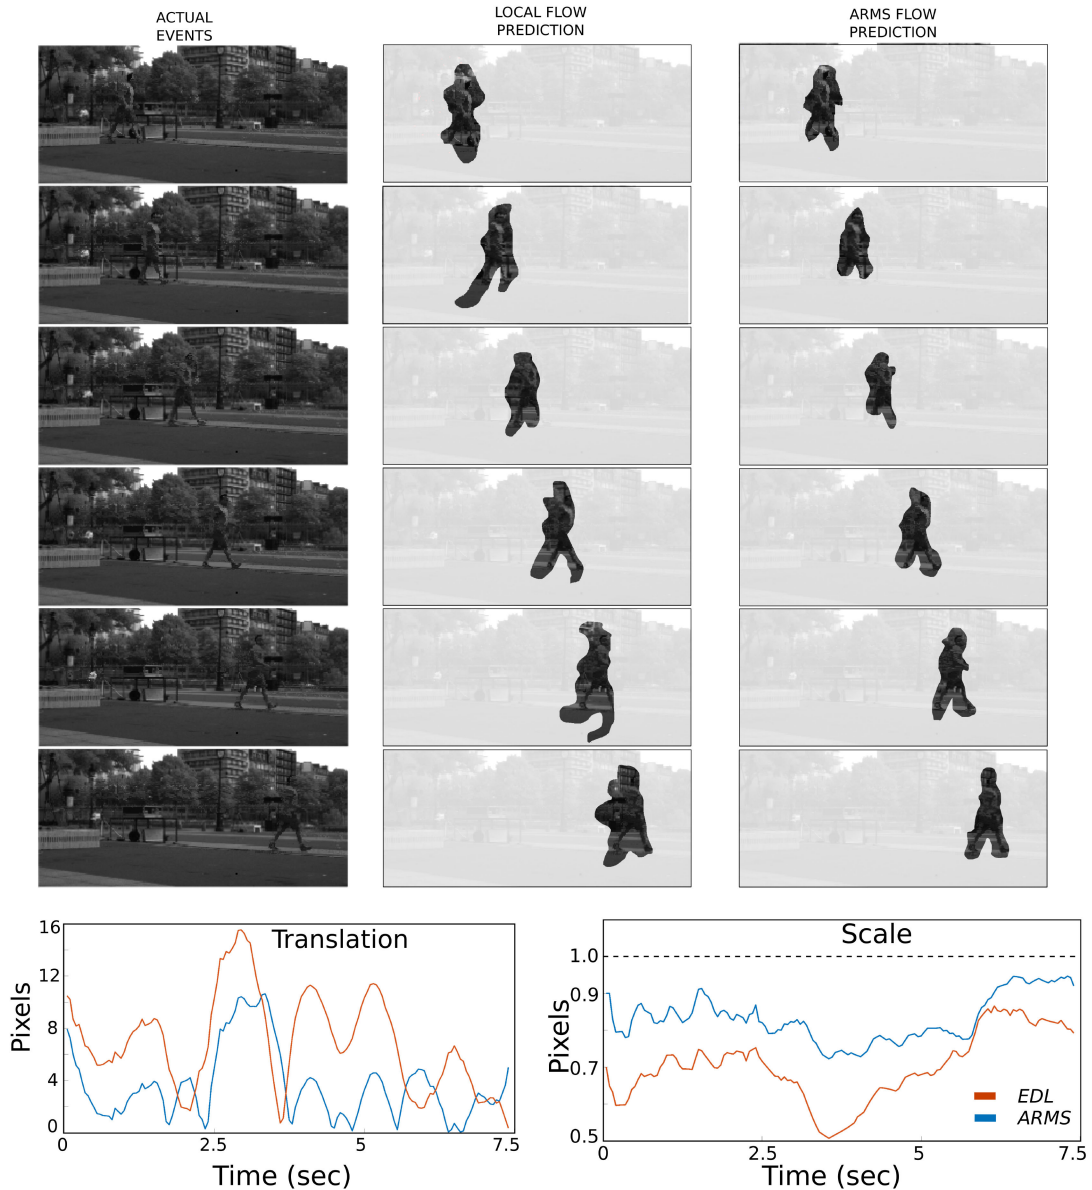 ACTUAL
EVENTS
LOCAL FLOW
PREDICTION
ARMS FLOW
PREDICTION
Translation
Pixels
16
12
8
4
0
0
2.5
5
7.5
Time (sec)
Scale
Pixels
1.0
0.9
0.7
0.5
0
2.5
5
7.5
Time (sec)
EDL
ARMS